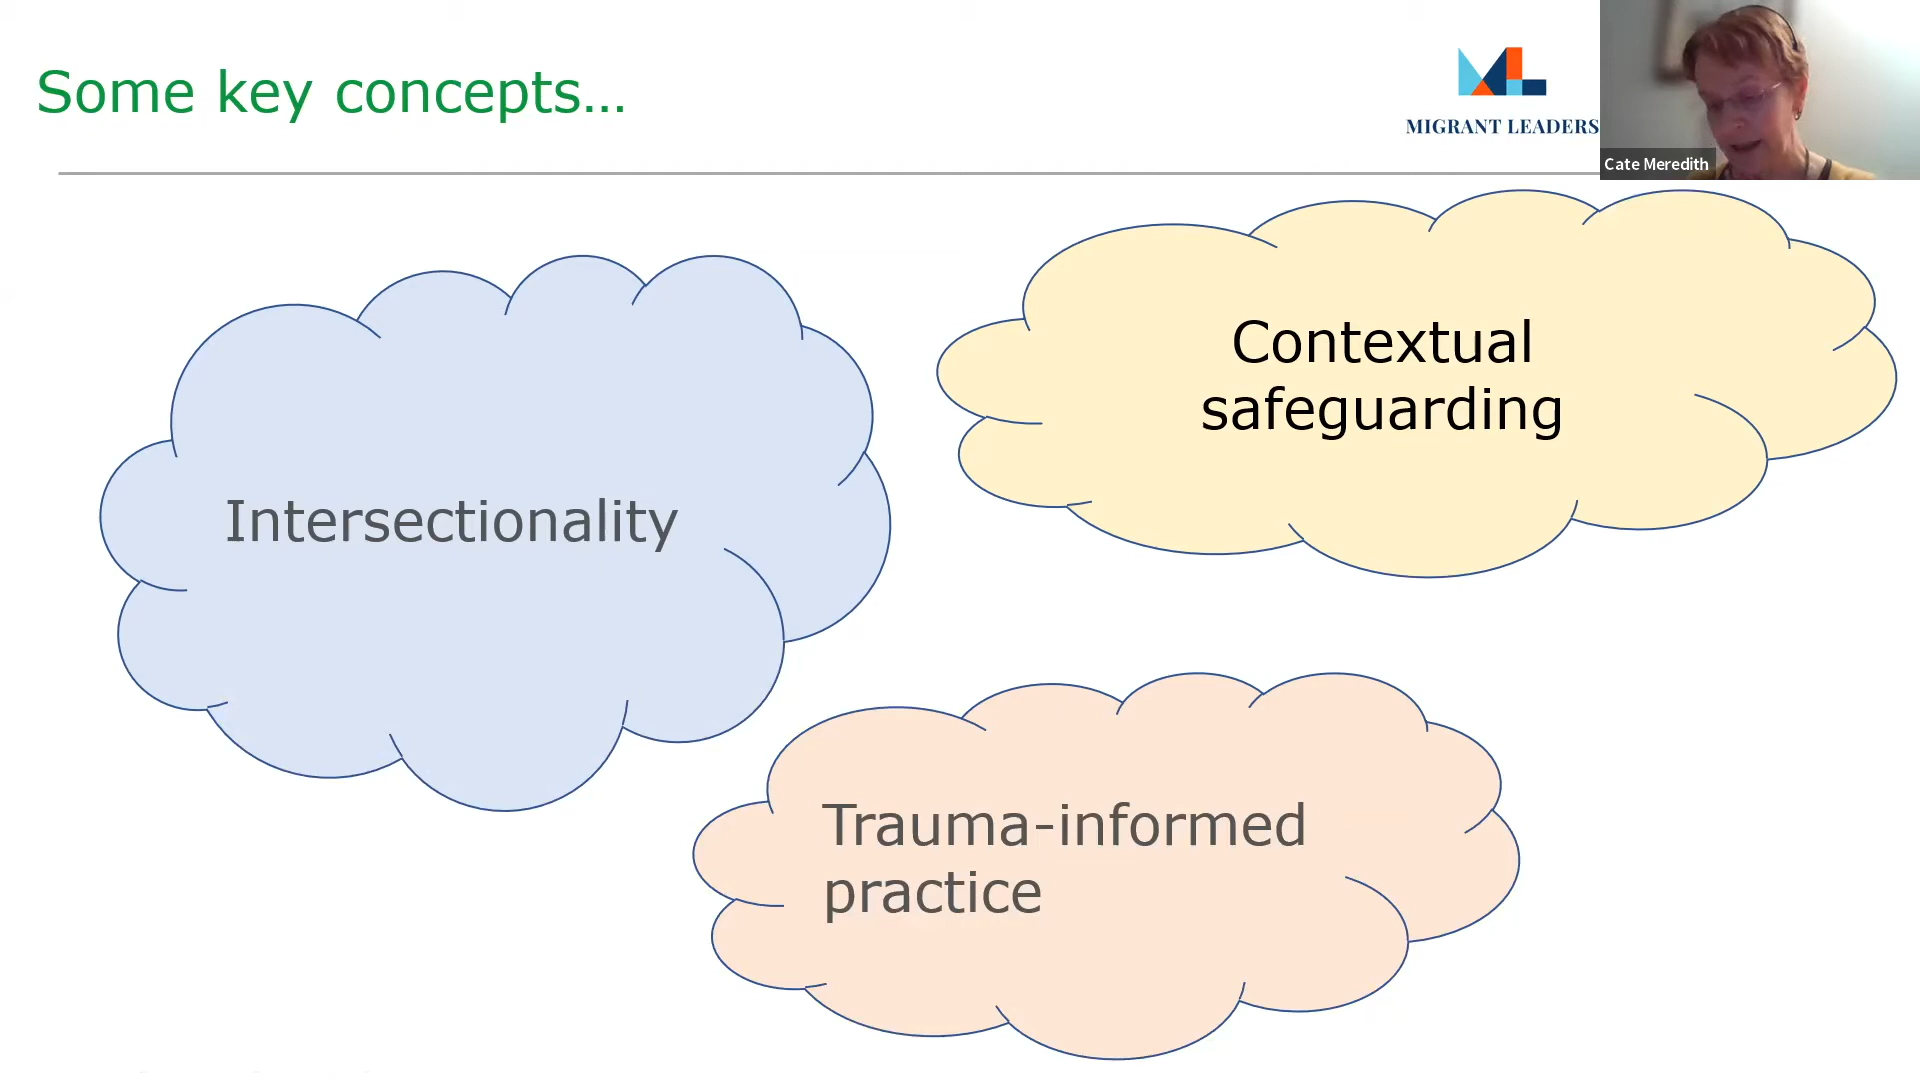 Some key concepts...
MIGRANT LEADERS
Cate Meredith
Contextual
safeguarding
Intersectionality
Trauma-informed
practice